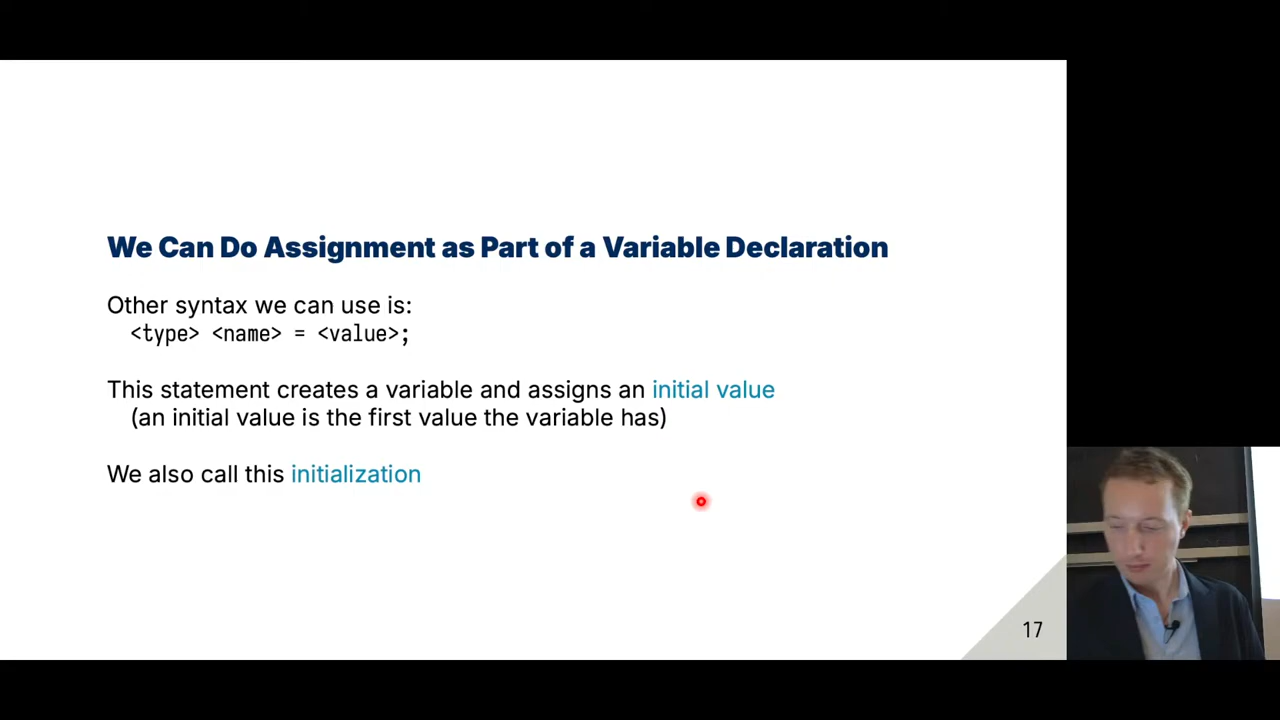 We Can Do Assignment as Part of a Variable Declaration
Other syntax we can use is:
<type> <name> = <value>;
This statement creates a variable and assigns an initial value
(an initial value is the first value the variable has)
We also call this initialization
17